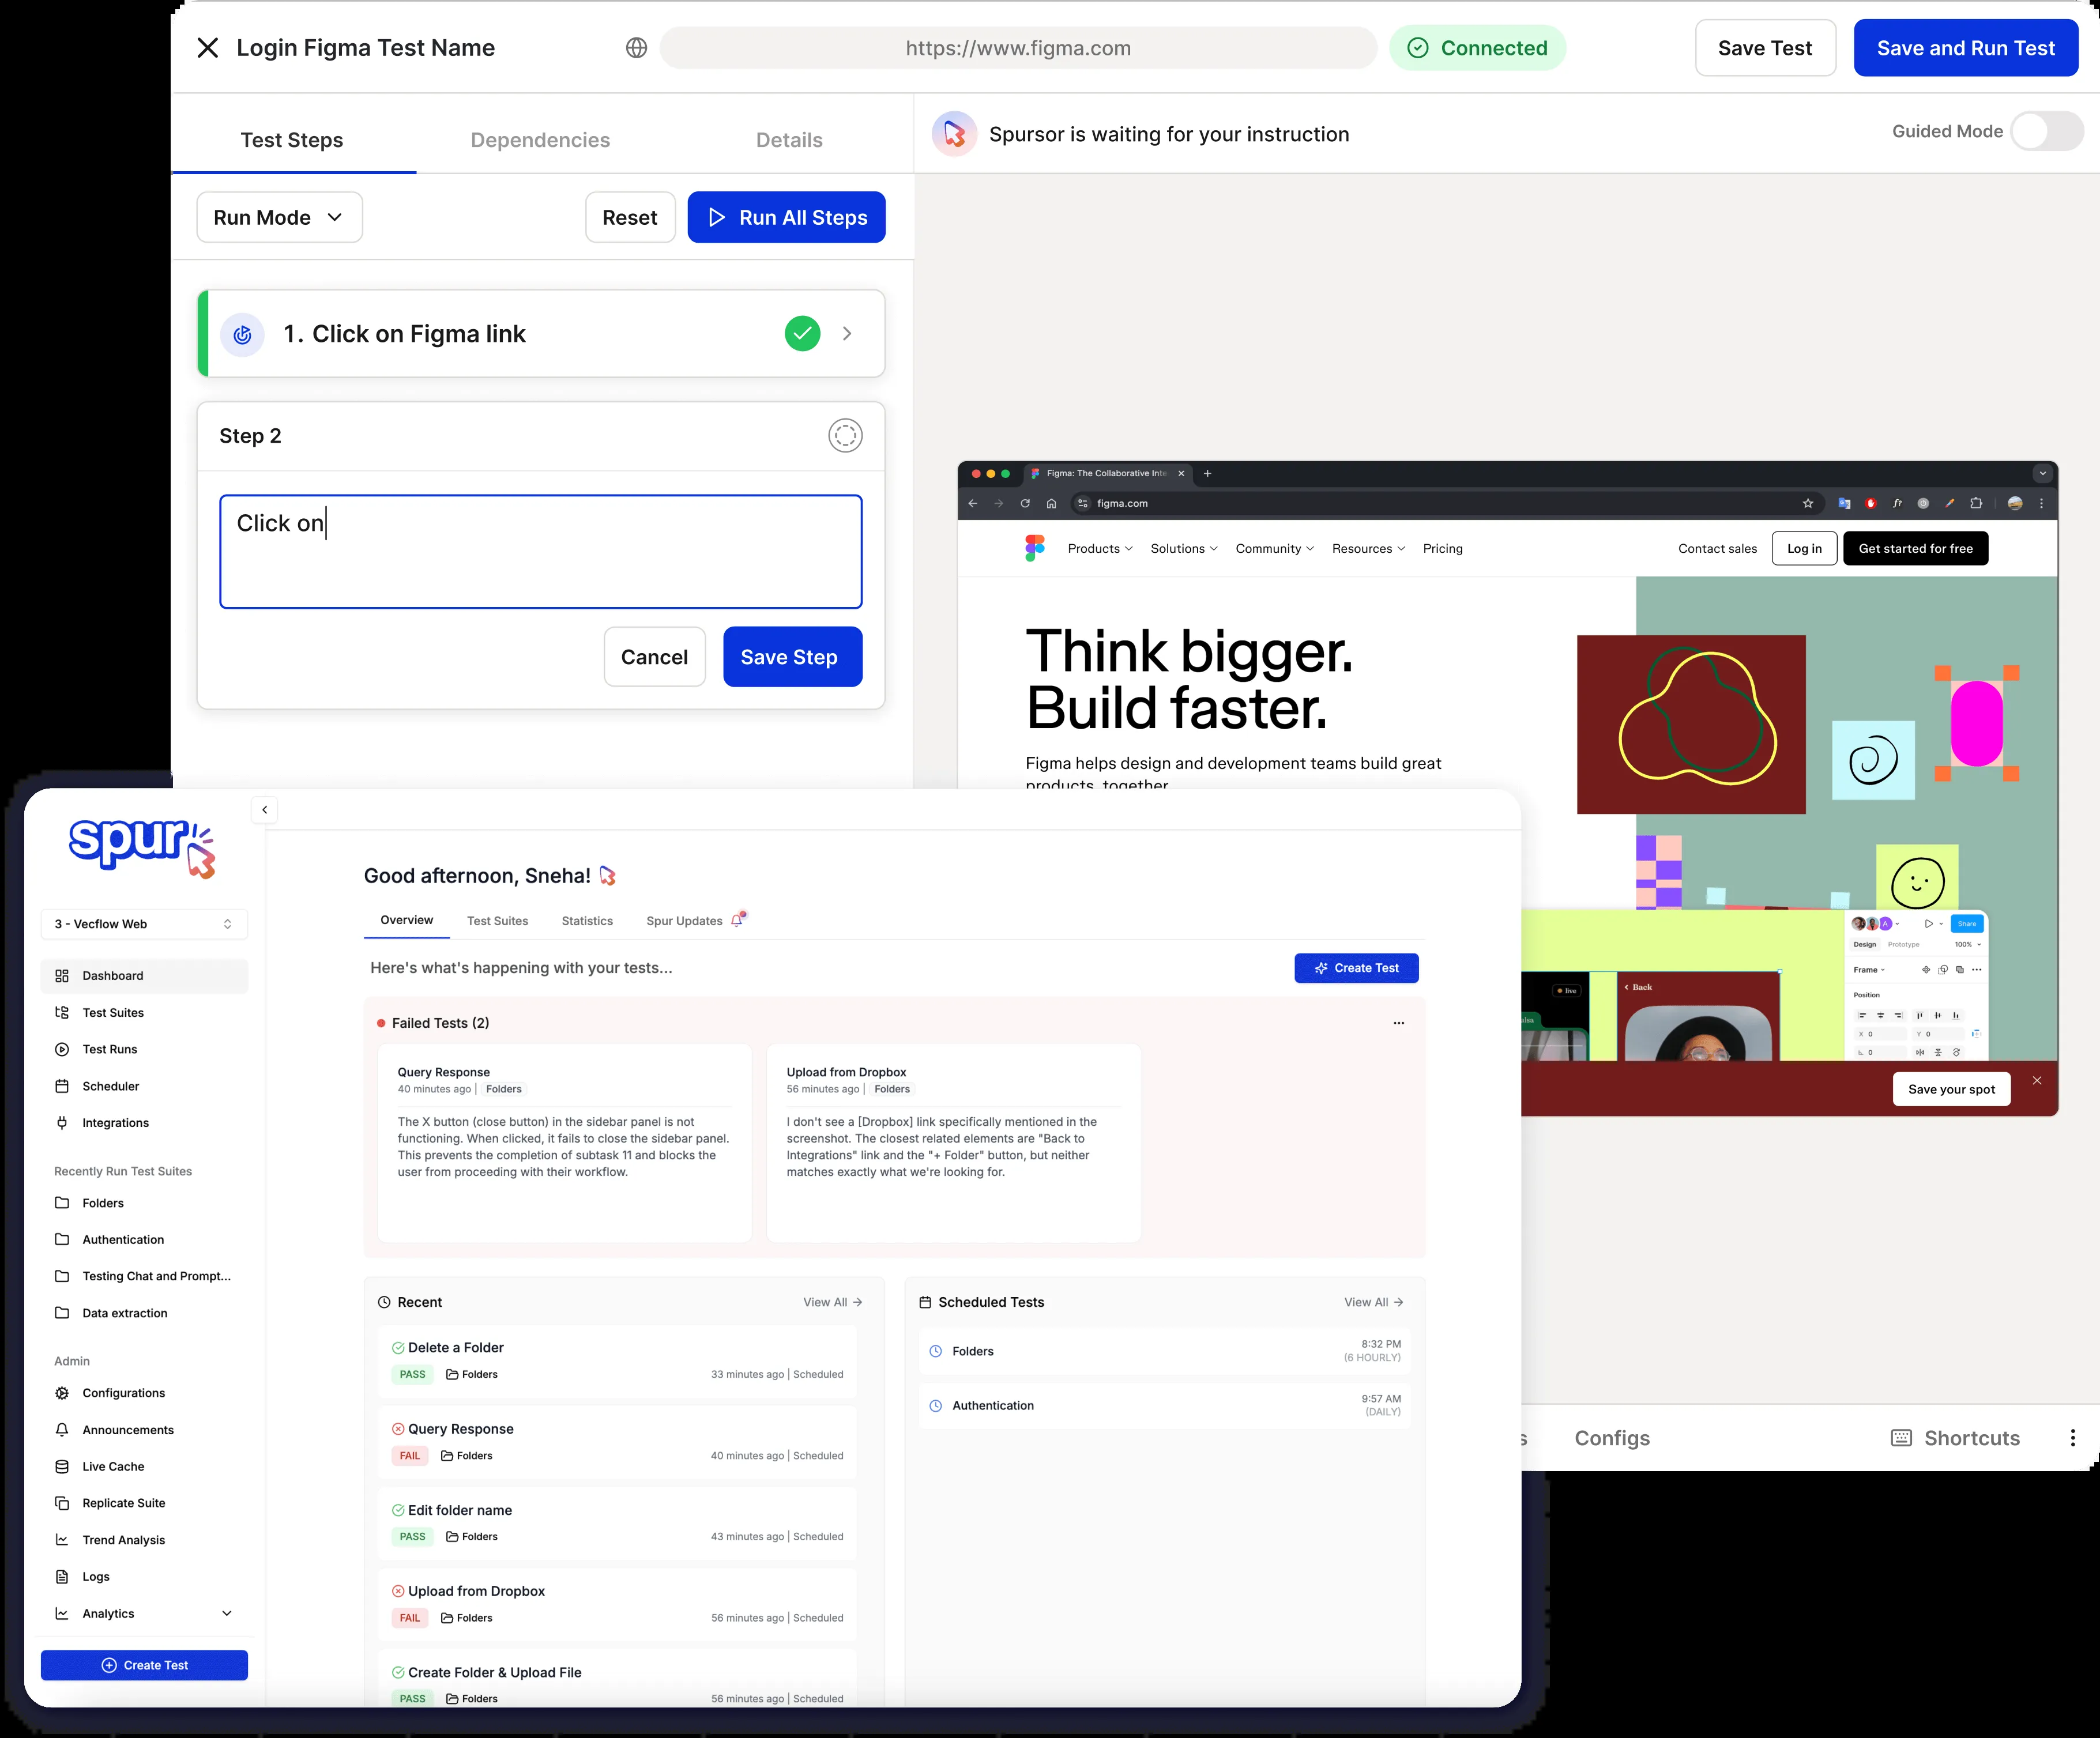 Login Figma Test Name
https://www.figma.com
Connected
Save Test
Save and Run Test
Test Steps
Dependencies
Details
Spursor is waiting for your instruction
Guided Mode
Run Mode
Reset
Run All Steps
1. Click on Figma link
Step 2
Click on
Cancel
Save Step
Figma: The Collaborative Inte
figma.com
Products
Solutions
Community
Resources
Pricing
Contact sales
Log in
Get started for free
Think bigger.
Build faster.
Figma helps design and development teams build great
products, together
A
Share
Design
Prototype
100%
Frame
Position
X 0
Y 0
0
live
Back
Save your spot
s
Configs
Shortcuts
spur
3 - Vecflow Web
Dashboard
Test Suites
Test Runs
Scheduler
Integrations
Recently Run Test Suites
Folders
Authentication
Testing Chat and Prompt...
Data extraction
Admin
Configurations
Announcements
Live Cache
Replicate Suite
Trend Analysis
Logs
Analytics
Create Test
Good afternoon, Sneha!
Overview
Test Suites
Statistics
Spur Updates
Here's what's happening with your tests...
Create Test
Failed Tests (2)
Query Response
40 minutes ago | Folders
The X button (close button) in the sidebar panel is not
functioning. When clicked, it fails to close the sidebar panel.
This prevents the completion of subtask 11 and blocks the
user from proceeding with their workflow.
Upload from Dropbox
56 minutes ago | Folders
I don't see a [Dropbox] link specifically mentioned in the
screenshot. The closest related elements are "Back to
Integrations" link and the "+ Folder" button, but neither
matches exactly what we're looking for.
Recent
View All
Delete a Folder
PASS Folders 33 minutes ago | Scheduled
Query Response
FAIL Folders 40 minutes ago | Scheduled
Edit folder name
PASS Folders 43 minutes ago | Scheduled
Upload from Dropbox
FAIL Folders 56 minutes ago | Scheduled
Create Folder & Upload File
PASS Folders 56 minutes ago | Scheduled
Scheduled Tests
View All
Folders
8:32 PM
(6 HOURLY)
Authentication
9:57 AM
(DAILY)